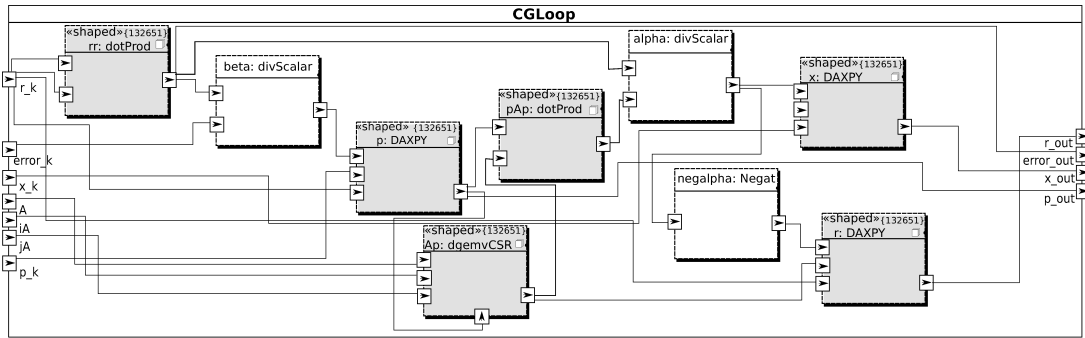 CGLoop
«shaped»{132651}
rr: dotProd
alpha: divScalar
beta: divScalar
«shaped»{132651}
x: DAXPY
r_k
«shaped»{132651}
pAp: dotProd
«shaped» {132651}
p: DAXPY
error_k
r_out
error_out
x_k
negalpha: Negat
x_out
p_out
A
iA
«shaped»{132651}
r: DAXPY
jA
«shaped»{132651}
Ap: dgemvCSR
p_k